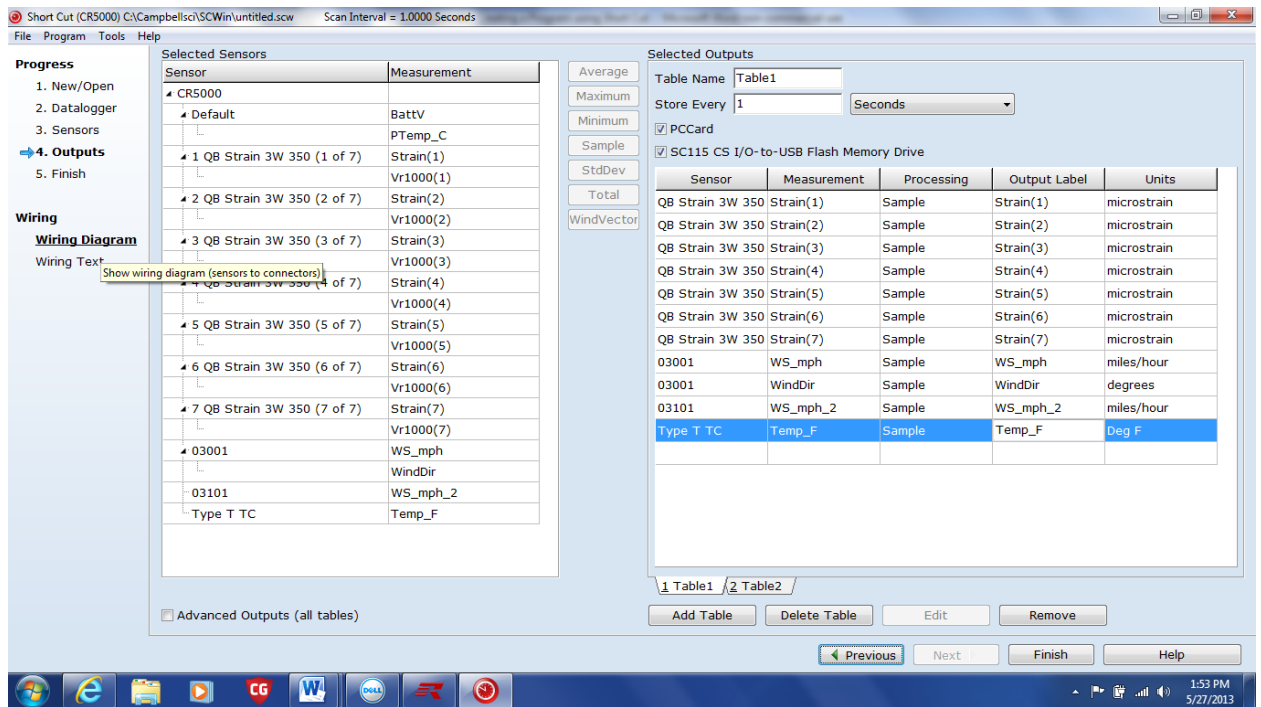 Short Cut (CR5000) C:\Campbellsci\SCWin\untitled.scw Scan Interval = 1.0000 Seconds
File Program Tools Help
Progress
1. New/Open
2. Datalogger
3. Sensors
4. Outputs
5. Finish
Wiring
Wiring Diagram
Wiring Text
Show wiring diagram (sensors to connectors)
Selected Sensors
Sensor Measurement
CR5000
Default BattV
PTemp_C
1 QB Strain 3W 350 (1 of 7) Strain(1)
Vr1000(1)
2 QB Strain 3W 350 (2 of 7) Strain(2)
Vr1000(2)
3 QB Strain 3W 350 (3 of 7) Strain(3)
Vr1000(3)
4 QB Strain 3W 350 (4 of 7) Strain(4)
Vr1000(4)
5 QB Strain 3W 350 (5 of 7) Strain(5)
Vr1000(5)
6 QB Strain 3W 350 (6 of 7) Strain(6)
Vr1000(6)
7 QB Strain 3W 350 (7 of 7) Strain(7)
Vr1000(7)
03001 WS_mph
WindDir
03101 WS_mph_2
Type T TC Temp_F
Advanced Outputs (all tables)
Average
Maximum
Minimum
Sample
StdDev
Total
WindVector
Selected Outputs
Table Name Table1
Store Every 1 Seconds
PCCard
SC115 CS I/O-to-USB Flash Memory Drive
Sensor Measurement Processing Output Label Units
QB Strain 3W 350 Strain(1) Sample Strain(1) microstrain
QB Strain 3W 350 Strain(2) Sample Strain(2) microstrain
QB Strain 3W 350 Strain(3) Sample Strain(3) microstrain
QB Strain 3W 350 Strain(4) Sample Strain(4) microstrain
QB Strain 3W 350 Strain(5) Sample Strain(5) microstrain
QB Strain 3W 350 Strain(6) Sample Strain(6) microstrain
QB Strain 3W 350 Strain(7) Sample Strain(7) microstrain
03001 WS_mph Sample WS_mph miles/hour
03001 WindDir Sample WindDir degrees
03101 WS_mph_2 Sample WS_mph_2 miles/hour
Type T TC Temp_F Sample Temp_F Deg F
1 Table1 2 Table2
Add Table Delete Table Edit Remove
Previous Next Finish Help
CG W DELL
1:53 PM
5/27/2013